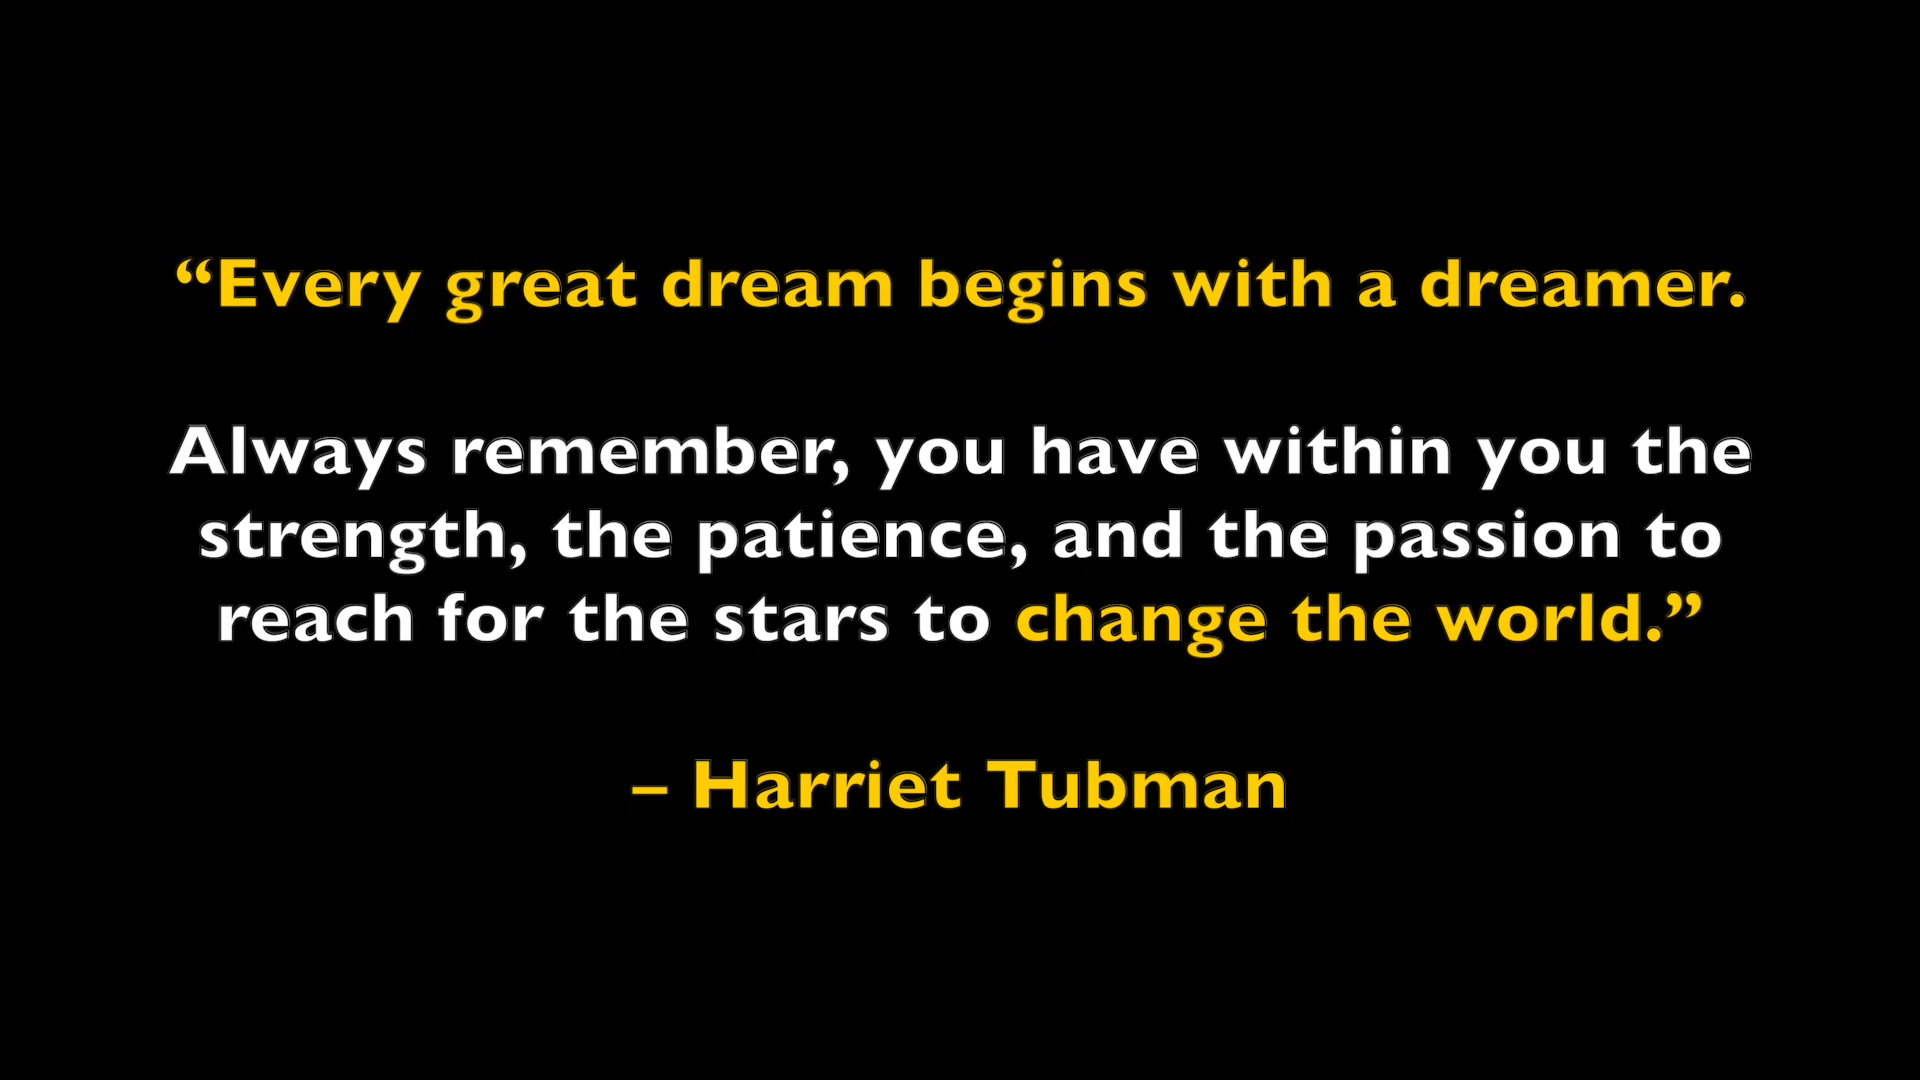 “Every great dream begins with a dreamer.
Always remember, you have within you the
strength, the patience, and the passion to
reach for the stars to change the world.”
– Harriet Tubman